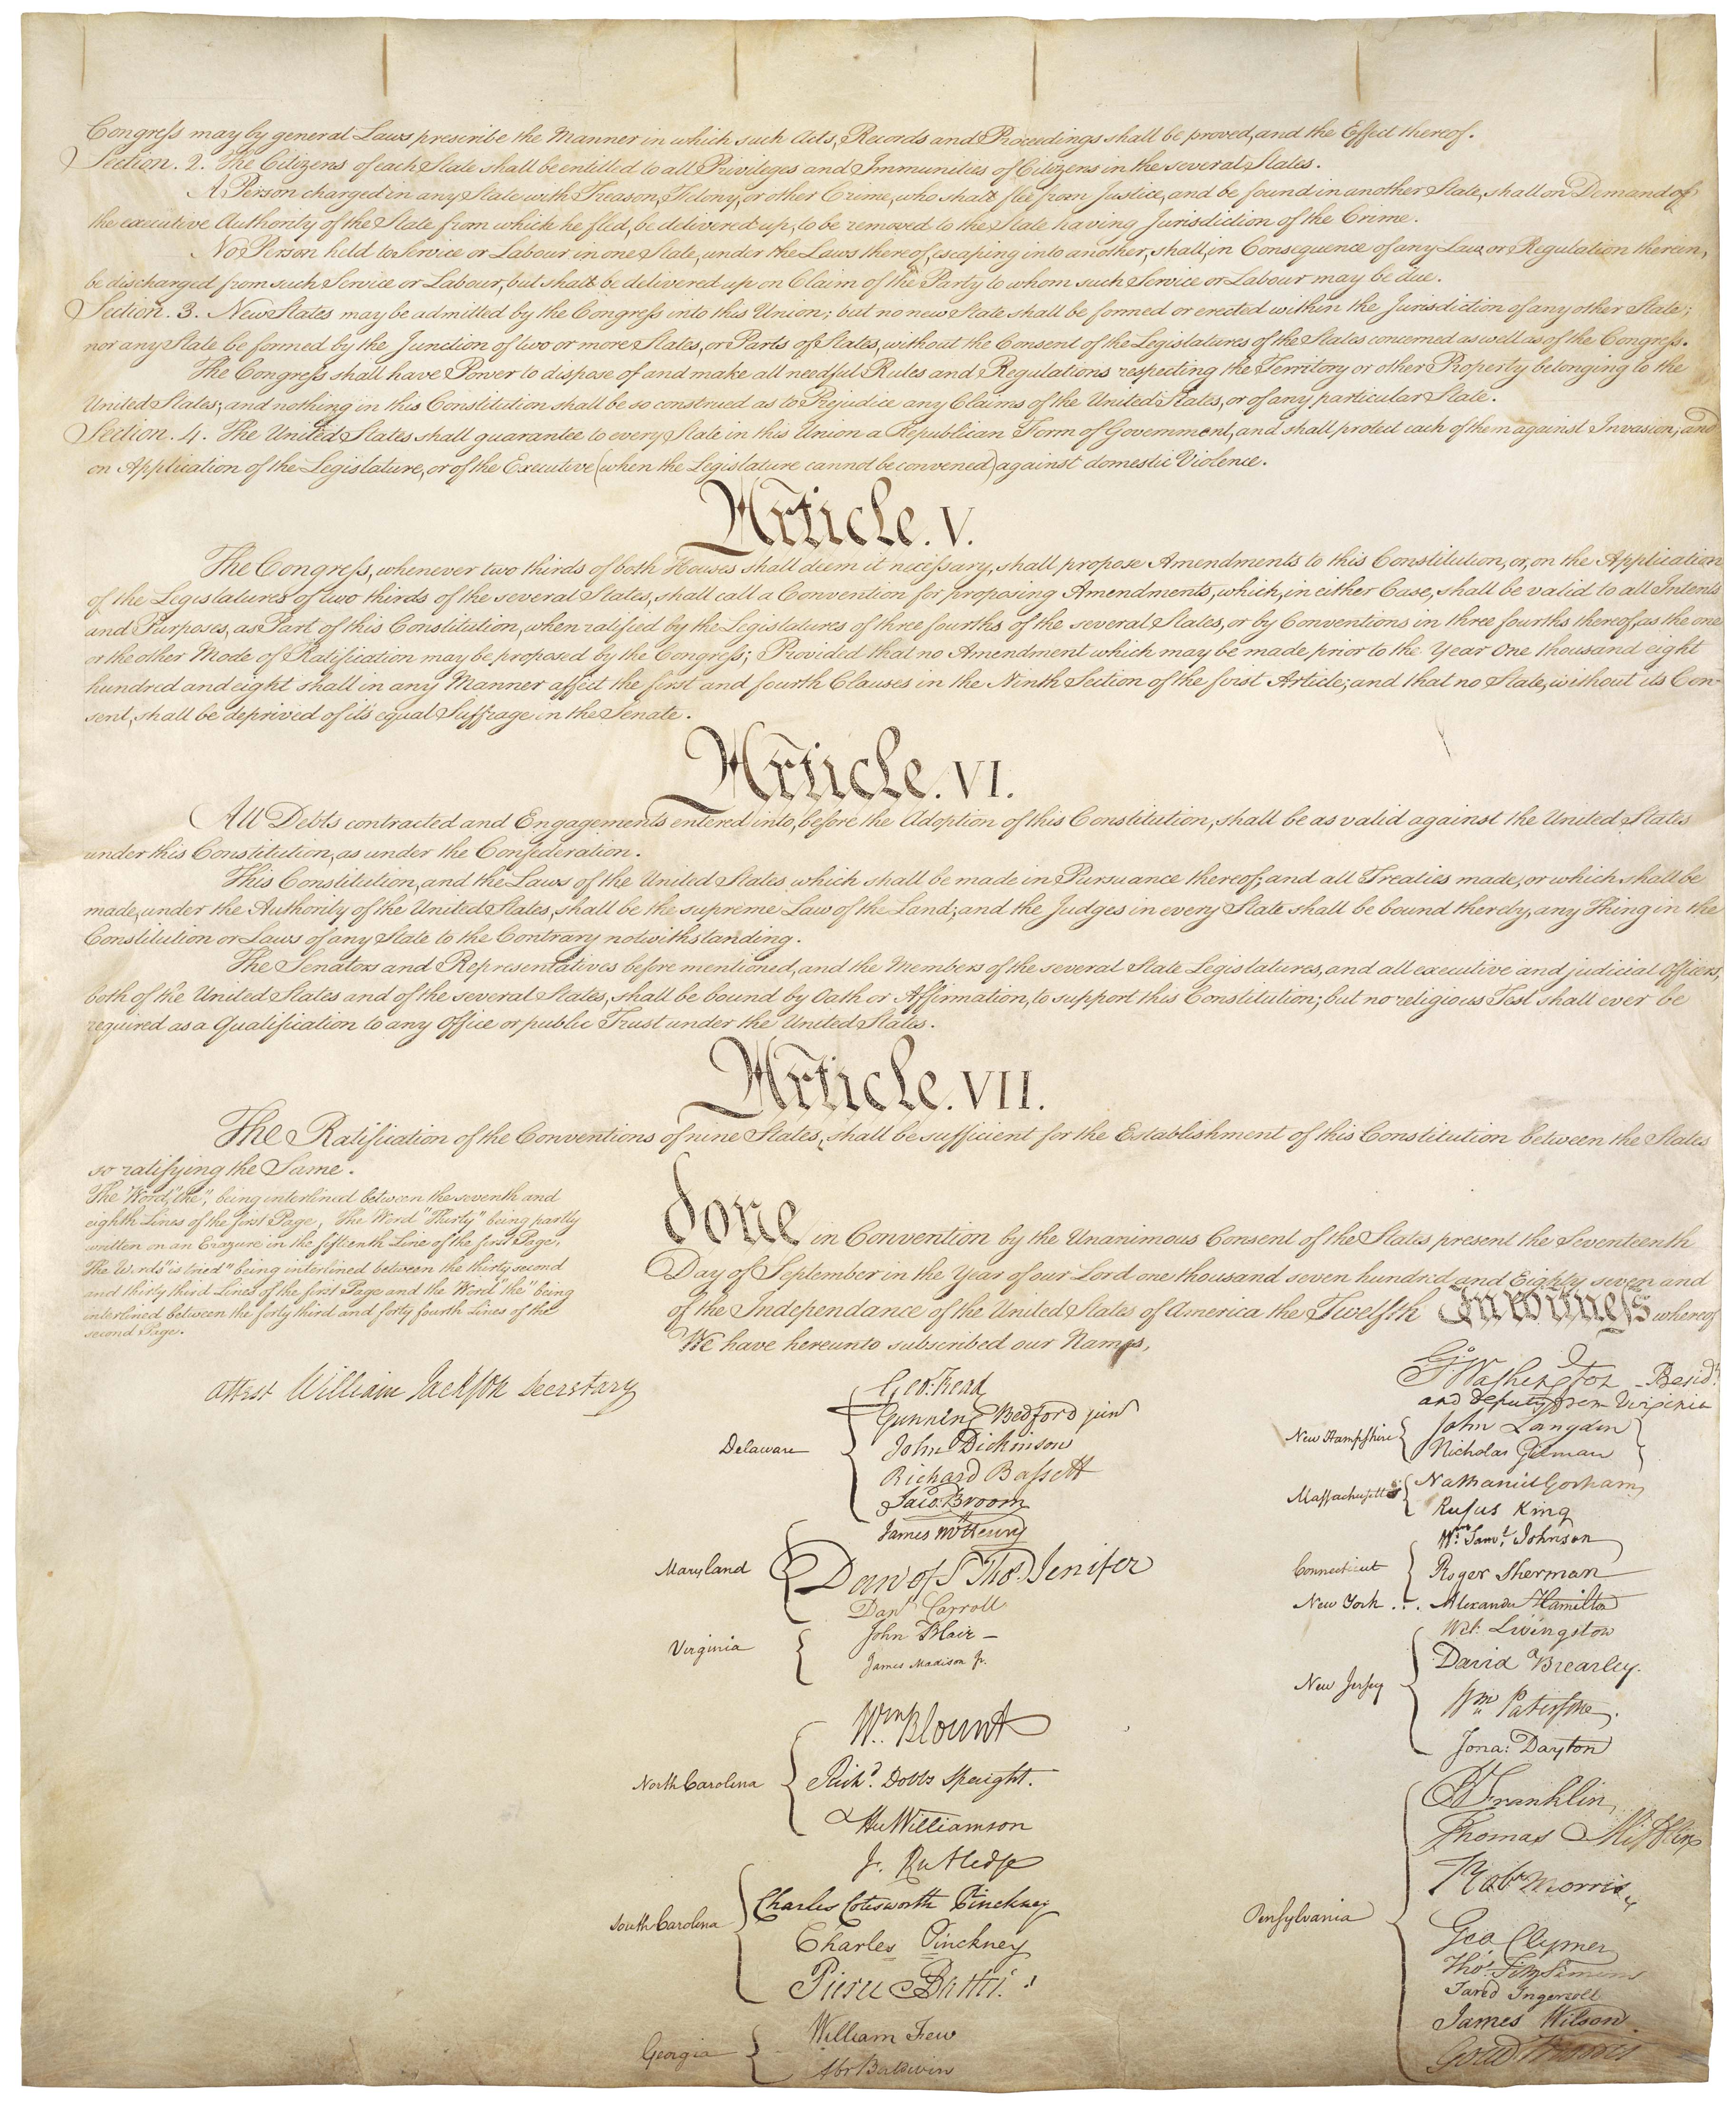 Congress may by general Laws prescribe the Manner in which such Acts, Records and Proceedings shall be proved, and the Effect thereof.
Section. 2. The Citizens of each State shall be entitled to all Privileges and Immunities of Citizens in the several States.
A Person charged in any State with Treason, Felony, or other Crime, who shall flee from Justice, and be found in another State, shall on Demand of
the executive Authority of the State from which he fled, be delivered up, to be removed to the State having Jurisdiction of the Crime.
No Person held to Service or Labour in one State, under the Laws thereof, escaping into another, shall, in Consequence of any Law or Regulation therein,
be discharged from such Service or Labour, but shall be delivered up on Claim of the Party to whom such Service or Labour may be due.
Section. 3. New States may be admitted by the Congress into this Union; but no new State shall be formed or erected within the Jurisdiction of any other State;
nor any State be formed by the Junction of two or more States, or Parts of States, without the Consent of the Legislatures of the States concerned as well as of the Congress.
The Congress shall have Power to dispose of and make all needful Rules and Regulations respecting the Territory or other Property belonging to the
United States; and nothing in this Constitution shall be so construed as to Prejudice any Claims of the United States, or of any particular State.
Section. 4. The United States shall guarantee to every State in this Union a Republican Form of Government, and shall protect each of them against Invasion; and
on Application of the Legislature, or of the Executive (when the Legislature cannot be convened) against domestic Violence.
Article. V.
The Congress, whenever two thirds of both Houses shall deem it necessary, shall propose Amendments to this Constitution, or, on the Application
of the Legislatures of two thirds of the several States, shall call a Convention for proposing Amendments, which, in either Case, shall be valid to all Intents
and Purposes, as Part of this Constitution, when ratified by the Legislatures of three fourths of the several States, or by Conventions in three fourths thereof, as the one
or the other Mode of Ratification may be proposed by the Congress; Provided that no Amendment which may be made prior to the Year One thousand eight
hundred and eight shall in any Manner affect the first and fourth Clauses in the Ninth Section of the first Article; and that no State, without its Con-
sent, shall be deprived of it's equal Suffrage in the Senate.
Article. VI.
All Debts contracted and Engagements entered into, before the Adoption of this Constitution, shall be as valid against the United States
under this Constitution, as under the Confederation.
This Constitution, and the Laws of the United States which shall be made in Pursuance thereof; and all Treaties made, or which shall be
made, under the Authority of the United States, shall be the supreme Law of the Land; and the Judges in every State shall be bound thereby, any Thing in the
Constitution or Laws of any State to the Contrary notwithstanding.
The Senators and Representatives before mentioned, and the Members of the several State Legislatures, and all executive and judicial Officers,
both of the United States and of the several States, shall be bound by Oath or Affirmation, to support this Constitution; but no religious Test shall ever be
required as a Qualification to any Office or public Trust under the United States.
Article. VII.
The Ratification of the Conventions of nine States, shall be sufficient for the Establishment of this Constitution between the States
so ratifying the Same.
The Word, "the", being interlined between the seventh and
eighth Lines of the first Page, The Word "Thirty" being partly
written on an Erazure in the fifteenth Line of the first Page,
The Words "is tried" being interlined between the thirty second
and thirty third Lines of the first Page and the Word "the" being
interlined between the forty third and forty fourth Lines of the
second Page.
attest William Jackson Secretary
done in Convention by the Unanimous Consent of the States present the Seventeenth
Day of September in the Year of our Lord one thousand seven hundred and Eighty seven and
of the Independance of the United States of America the Twelfth In witness whereof
We have hereunto subscribed our Names,
Delaware
Geo: Read
Gunning Bedford jun
John Dickinson
Richard Bassett
Jaco: Broom
Maryland
James McHenry
Dan of St Thos. Jenifer
Danl Carroll
Virginia
John Blair—
James Madison Jr.
North Carolina
Wm. Blount
Richd. Dobbs Spaight.
Hu Williamson
South Carolina
J. Rutledge
Charles Cotesworth Pinckney
Charles Pinckney
Pierce Butler.
Georgia
William Few
Abr Baldwin
Go. Washington—Presidt.
and deputy from Virginia
New Hampshire
John Langdon
Nicholas Gilman
Massachusetts
Nathaniel Gorham
Rufus King
Connecticut
Wm. Saml. Johnson
Roger Sherman
New York . . .
Alexander Hamilton
New Jersey
Wil: Livingston
David Brearley.
Wm. Paterson.
Jona: Dayton
Pensylvania
B Franklin
Thomas Mifflin
Robt Morris
Geo. Clymer
Thos. FitzSimons
Jared Ingersoll
James Wilson.
Gouv Morris